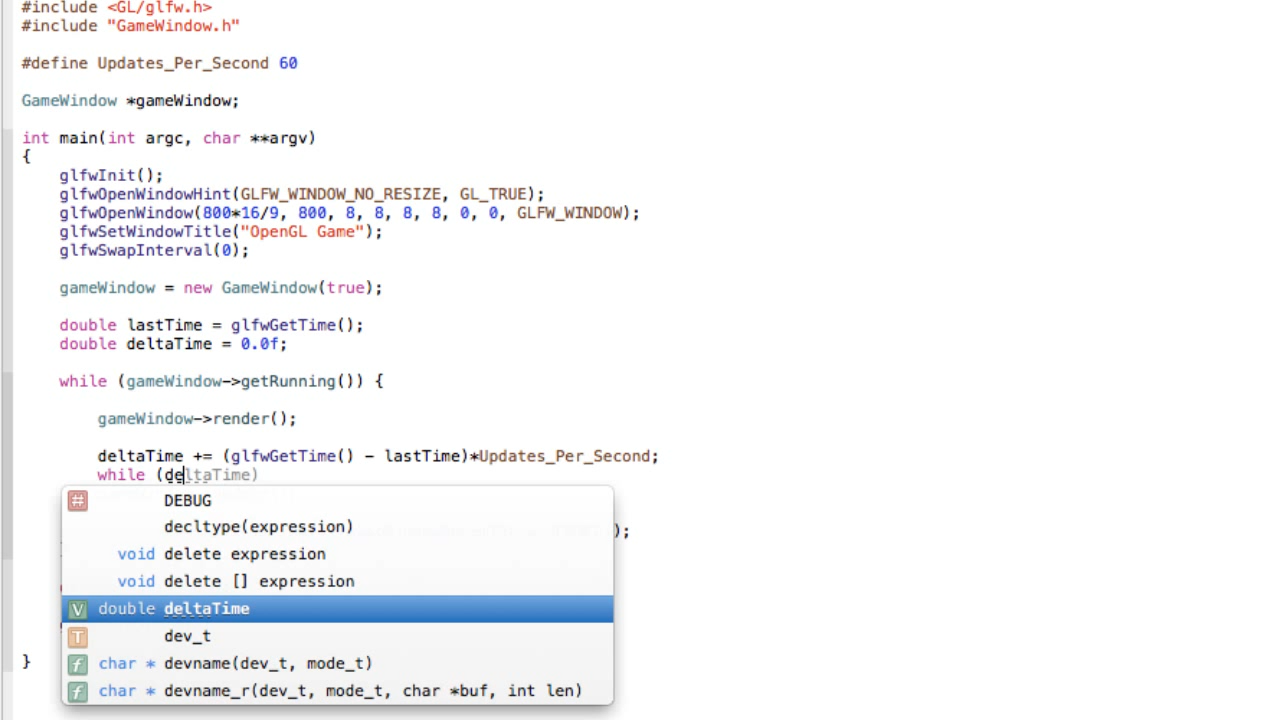 #include <GL/glfw.h>
#include "GameWindow.h"
#define Updates_Per_Second 60
GameWindow *gameWindow;
int main(int argc, char **argv)
{
glfwInit();
glfwOpenWindowHint(GLFW_WINDOW_NO_RESIZE, GL_TRUE);
glfwOpenWindow(800*16/9, 800, 8, 8, 8, 8, 0, 0, GLFW_WINDOW);
glfwSetWindowTitle("OpenGL Game");
glfwSwapInterval(0);
gameWindow = new GameWindow(true);
double lastTime = glfwGetTime();
double deltaTime = 0.0f;
while (gameWindow->getRunning()) {
gameWindow->render();
deltaTime += (glfwGetTime() - lastTime)*Updates_Per_Second;
while (deltaTime)
# DEBUG
decltype(expression)
);
void delete expression
void delete [] expression
V double deltaTime
T dev_t
}
f char * devname(dev_t, mode_t)
f char * devname_r(dev_t, mode_t, char *buf, int len)